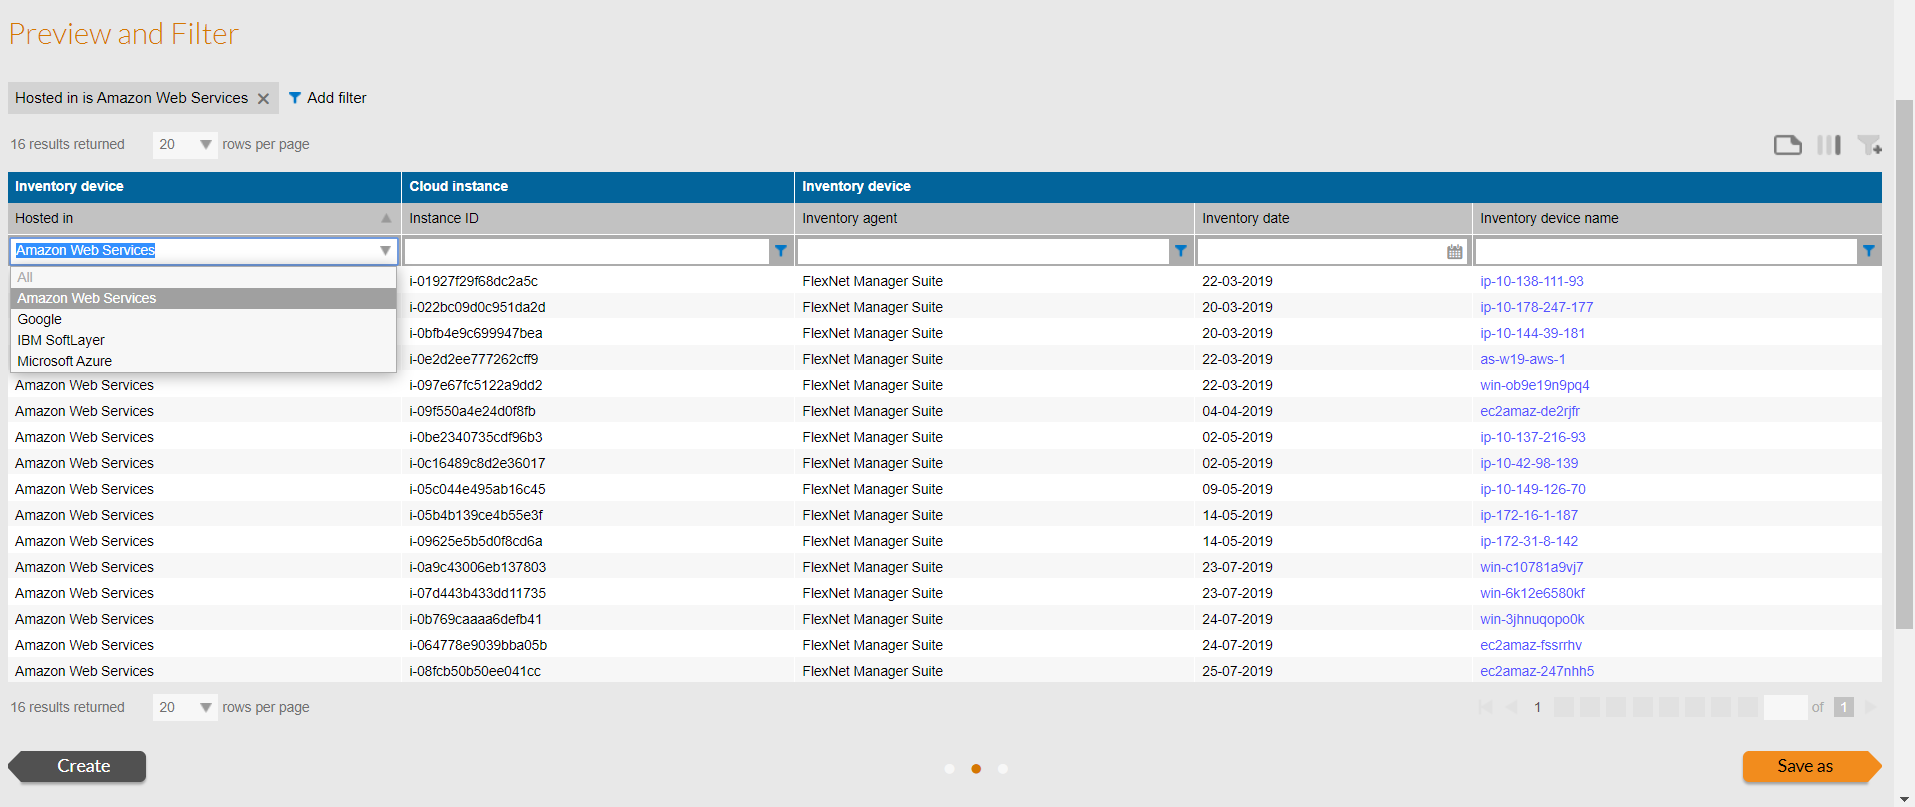 Preview and Filter
Hosted in is Amazon Web Services Add filter
16 results returned 20 rows per page
Inventory device Cloud instance Inventory device
Hosted in Instance ID Inventory agent Inventory date Inventory device name
Amazon Web Services
All
Amazon Web Services
Google
IBM SoftLayer
Microsoft Azure
i-01927f29f68dc2a5c FlexNet Manager Suite 22-03-2019 ip-10-138-111-93
i-022bc09d0c951da2d FlexNet Manager Suite 20-03-2019 ip-10-178-247-177
i-0bfb4e9c699947bea FlexNet Manager Suite 20-03-2019 ip-10-144-39-181
i-0e2d2ee777262cff9 FlexNet Manager Suite 22-03-2019 as-w19-aws-1
Amazon Web Services i-097e67fc5122a9dd2 FlexNet Manager Suite 22-03-2019 win-ob9e19n9pq4
Amazon Web Services i-09f550a4e24d0f8fb FlexNet Manager Suite 04-04-2019 ec2amaz-de2rjfr
Amazon Web Services i-0be2340735cdf96b3 FlexNet Manager Suite 02-05-2019 ip-10-137-216-93
Amazon Web Services i-0c16489c8d2e36017 FlexNet Manager Suite 02-05-2019 ip-10-42-98-139
Amazon Web Services i-05c044e495ab16c45 FlexNet Manager Suite 09-05-2019 ip-10-149-126-70
Amazon Web Services i-05b4b139ce4b55e3f FlexNet Manager Suite 14-05-2019 ip-172-16-1-187
Amazon Web Services i-09625e5b5d0f8cd6a FlexNet Manager Suite 14-05-2019 ip-172-31-8-142
Amazon Web Services i-0a9c43006eb137803 FlexNet Manager Suite 23-07-2019 win-c10781a9vj7
Amazon Web Services i-07d443b433dd11735 FlexNet Manager Suite 23-07-2019 win-6k12e6580kf
Amazon Web Services i-0b769caaaa6defb41 FlexNet Manager Suite 24-07-2019 win-3jhnuqopo0k
Amazon Web Services i-064778e9039bba05b FlexNet Manager Suite 24-07-2019 ec2amaz-fssrrhv
Amazon Web Services i-08fcb50b50ee041cc FlexNet Manager Suite 25-07-2019 ec2amaz-247nhh5
16 results returned 20 rows per page 1 of 1
Create Save as